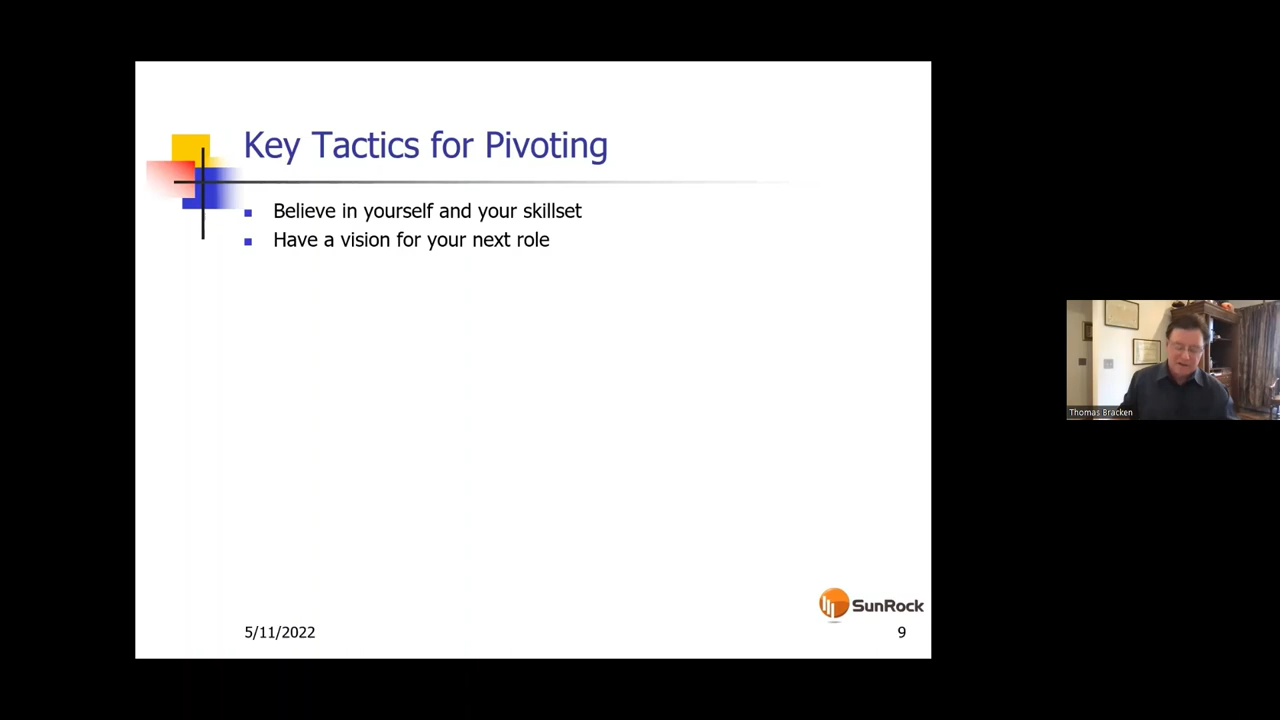 Key Tactics for Pivoting
Believe in yourself and your skillset
Have a vision for your next role
SunRock
5/11/2022
9
Thomas Bracken